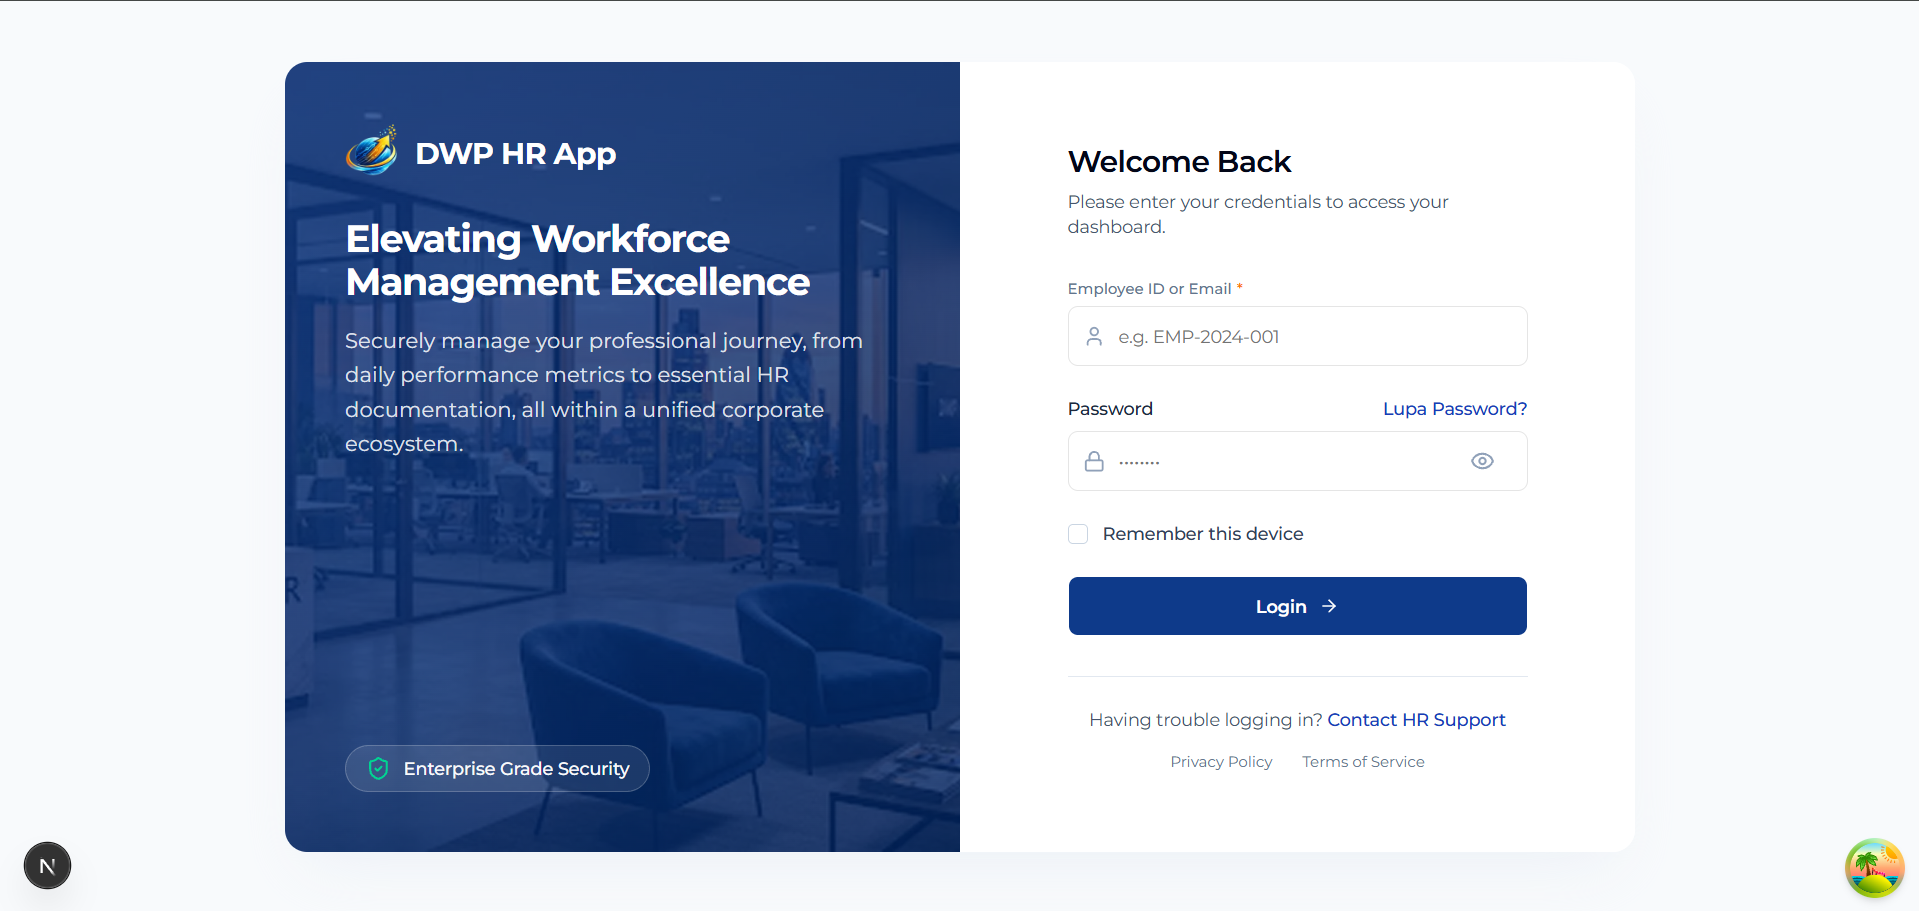 DWP HR App
Elevating Workforce
Management Excellence
Securely manage your professional journey, from
daily performance metrics to essential HR
documentation, all within a unified corporate
ecosystem.
Enterprise Grade Security
Welcome Back
Please enter your credentials to access your
dashboard.
Employee ID or Email *
e.g. EMP-2024-001
Password
Lupa Password?
••••••••
Remember this device
Login →
Having trouble logging in? Contact HR Support
Privacy Policy
Terms of Service
N